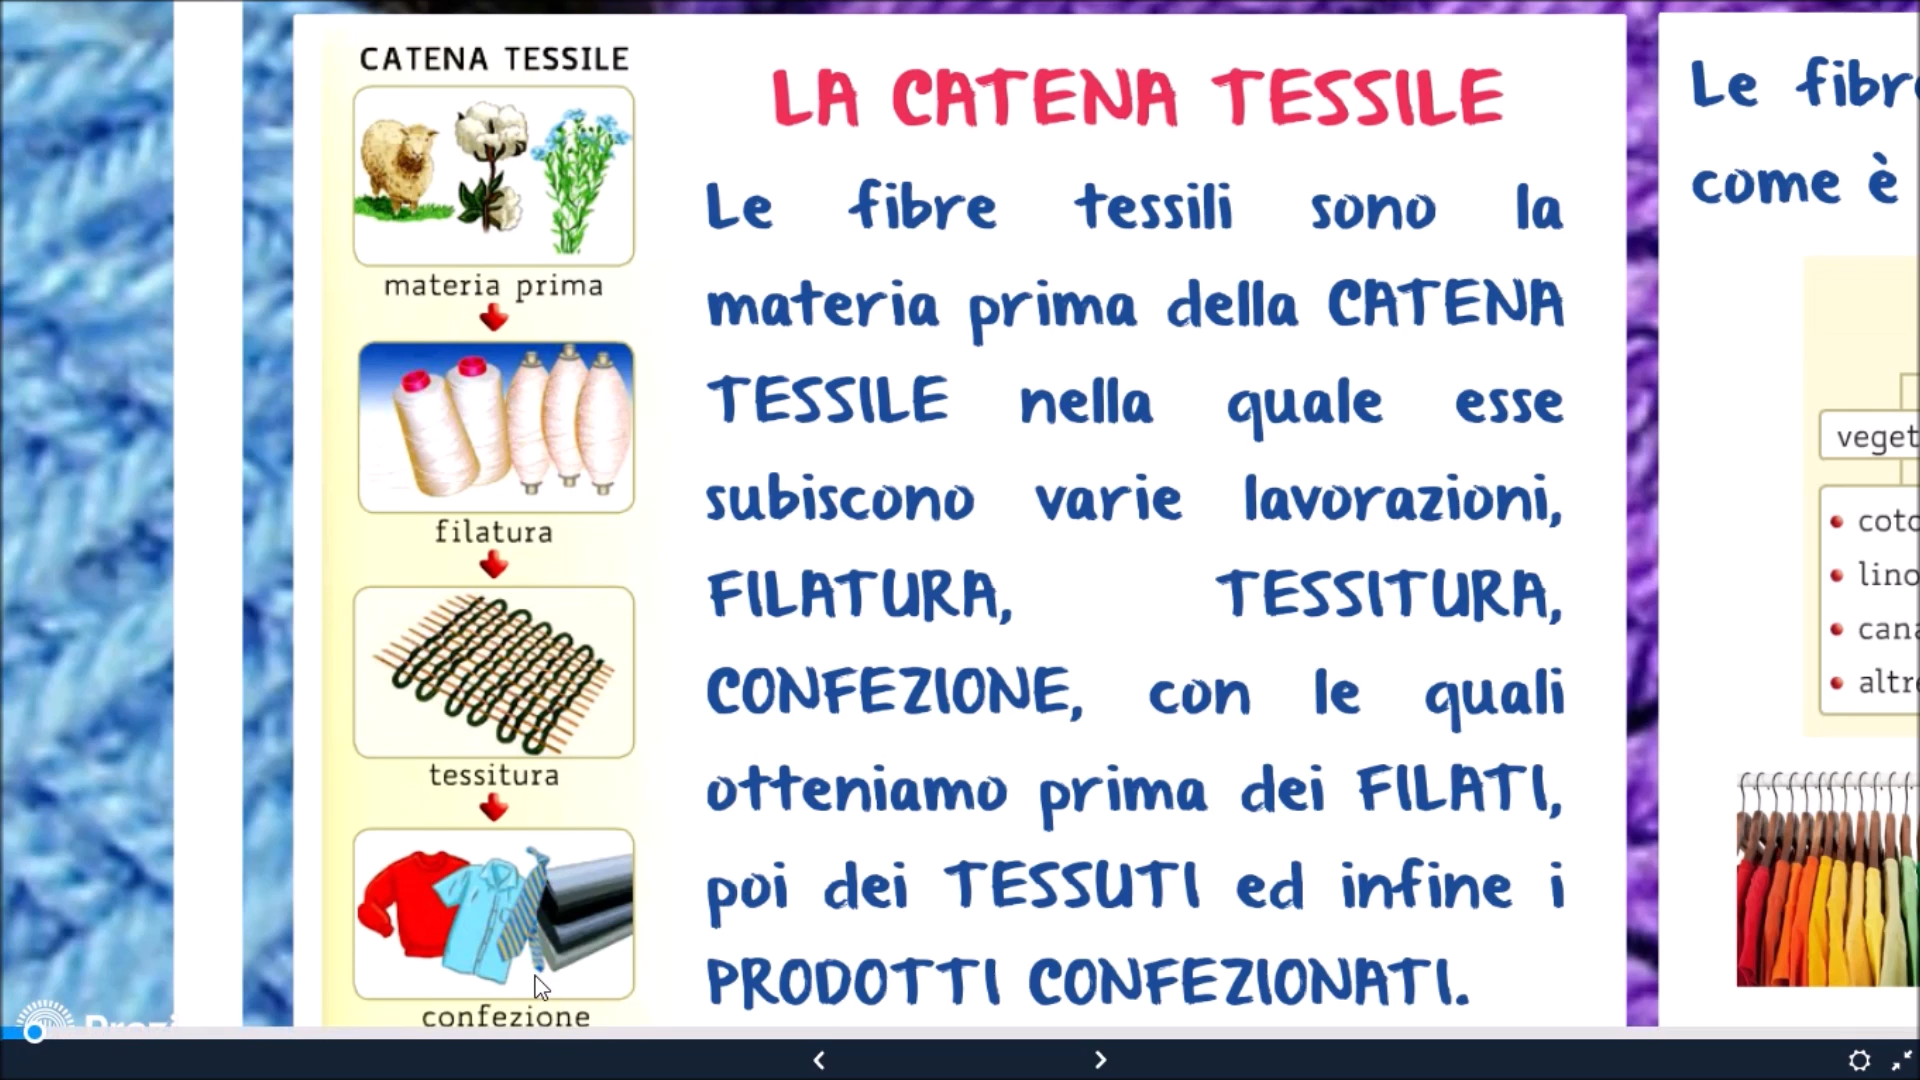 CATENA TESSILE
materia prima
filatura
tessitura
confezione
LA CATENA TESSILE
Le fibre tessili sono la
materia prima della CATENA
TESSILE nella quale esse
subiscono varie lavorazioni,
FILATURA, TESSITURA,
CONFEZIONE, con le quali
otteniamo prima dei FILATI,
poi dei TESSUTI ed infine i
PRODOTTI CONFEZIONATI.
Le
come è